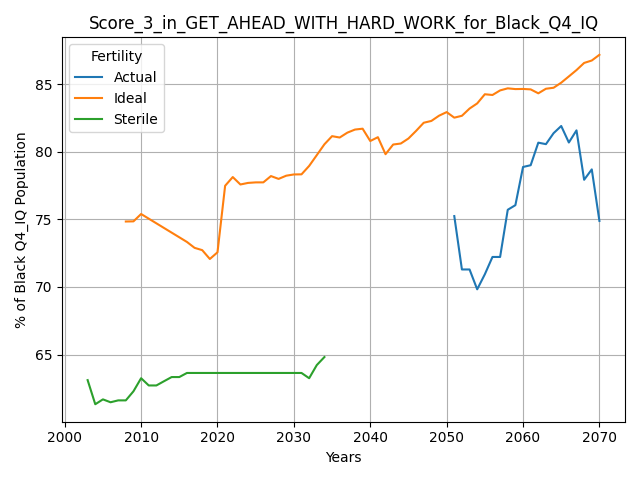 Score_3_in_GET_AHEAD_WITH_HARD_WORK_for_Black_Q4_IQ
Fertility
Actual
Ideal
Sterile
% of Black Q4_IQ Population
85
80
75
70
65
2000 2010 2020 2030 2040 2050 2060 2070
Years